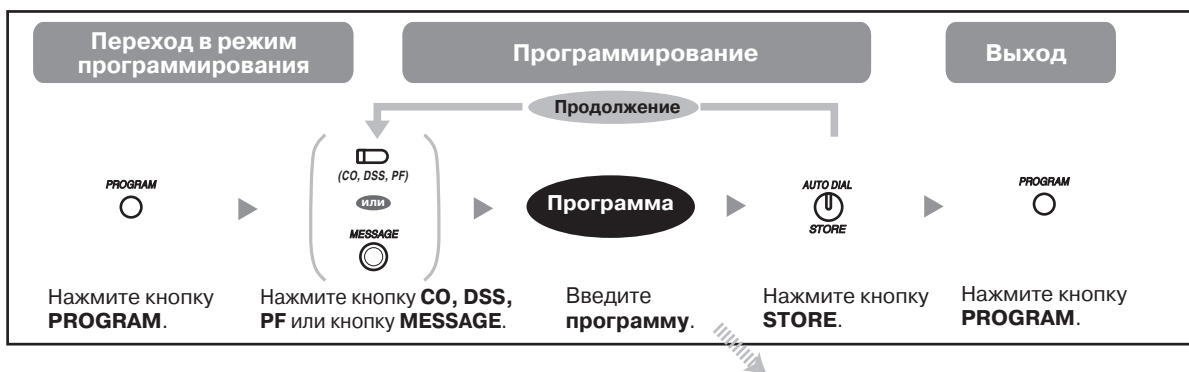 Переход в режим
программирования
Программирование
Выход
Продолжение
PROGRAM
(CO, DSS, PF)
или
MESSAGE
Программа
AUTO DIAL
STORE
PROGRAM
Нажмите кнопку
PROGRAM.
Нажмите кнопку CO, DSS,
PF или кнопку MESSAGE.
Введите
программу.
Нажмите кнопку
STORE.
Нажмите кнопку
PROGRAM.